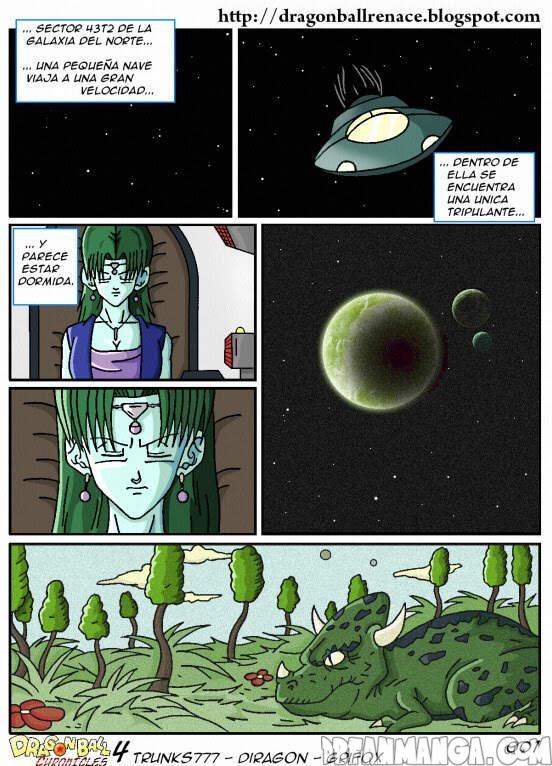 http://dragonballrenace.blogspot.com/
... SECTOR 43T2 DE LA
GALAXIA DEL NORTE...
... UNA PEQUEÑA NAVE
VIAJA A UNA GRAN
VELOCIDAD...
... DENTRO DE
ELLA SE
ENCUENTRA
UNA UNICA
TRIPULANTE...
... Y
PARECE
ESTAR
DORMIDA.
DRAGON BALL
CHRONICLES 4
TRUNKS777 - DIRAGON - GRIFOX
001
DREAMMANGA.COM